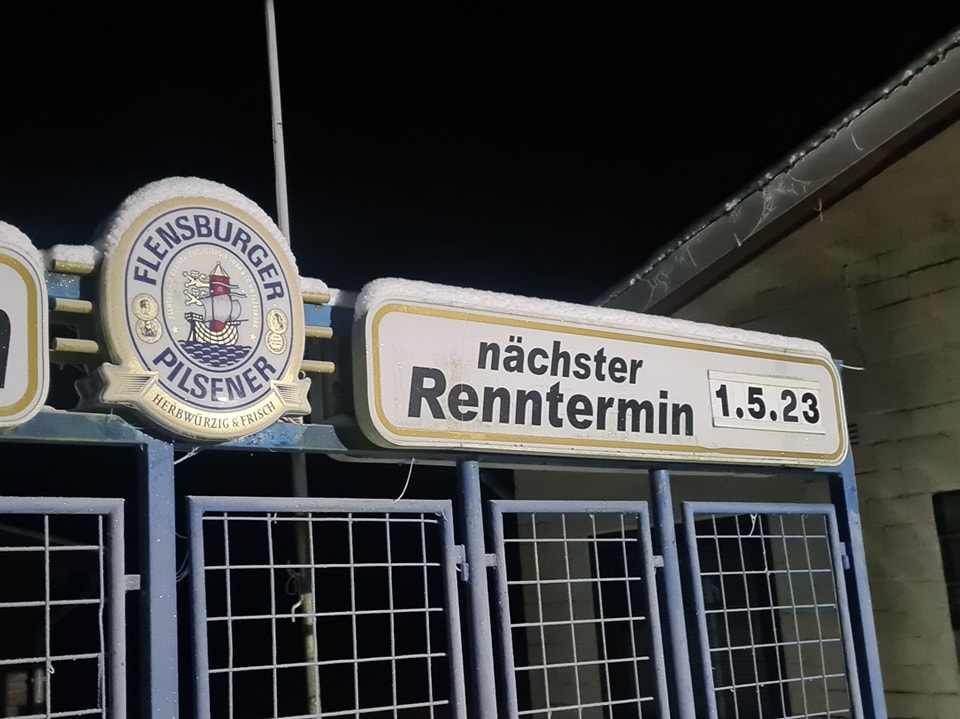 FLENSBURGER
PILSENER
HERBWÜRZIG & FRISCH
nächster
Renntermin
1.5.23